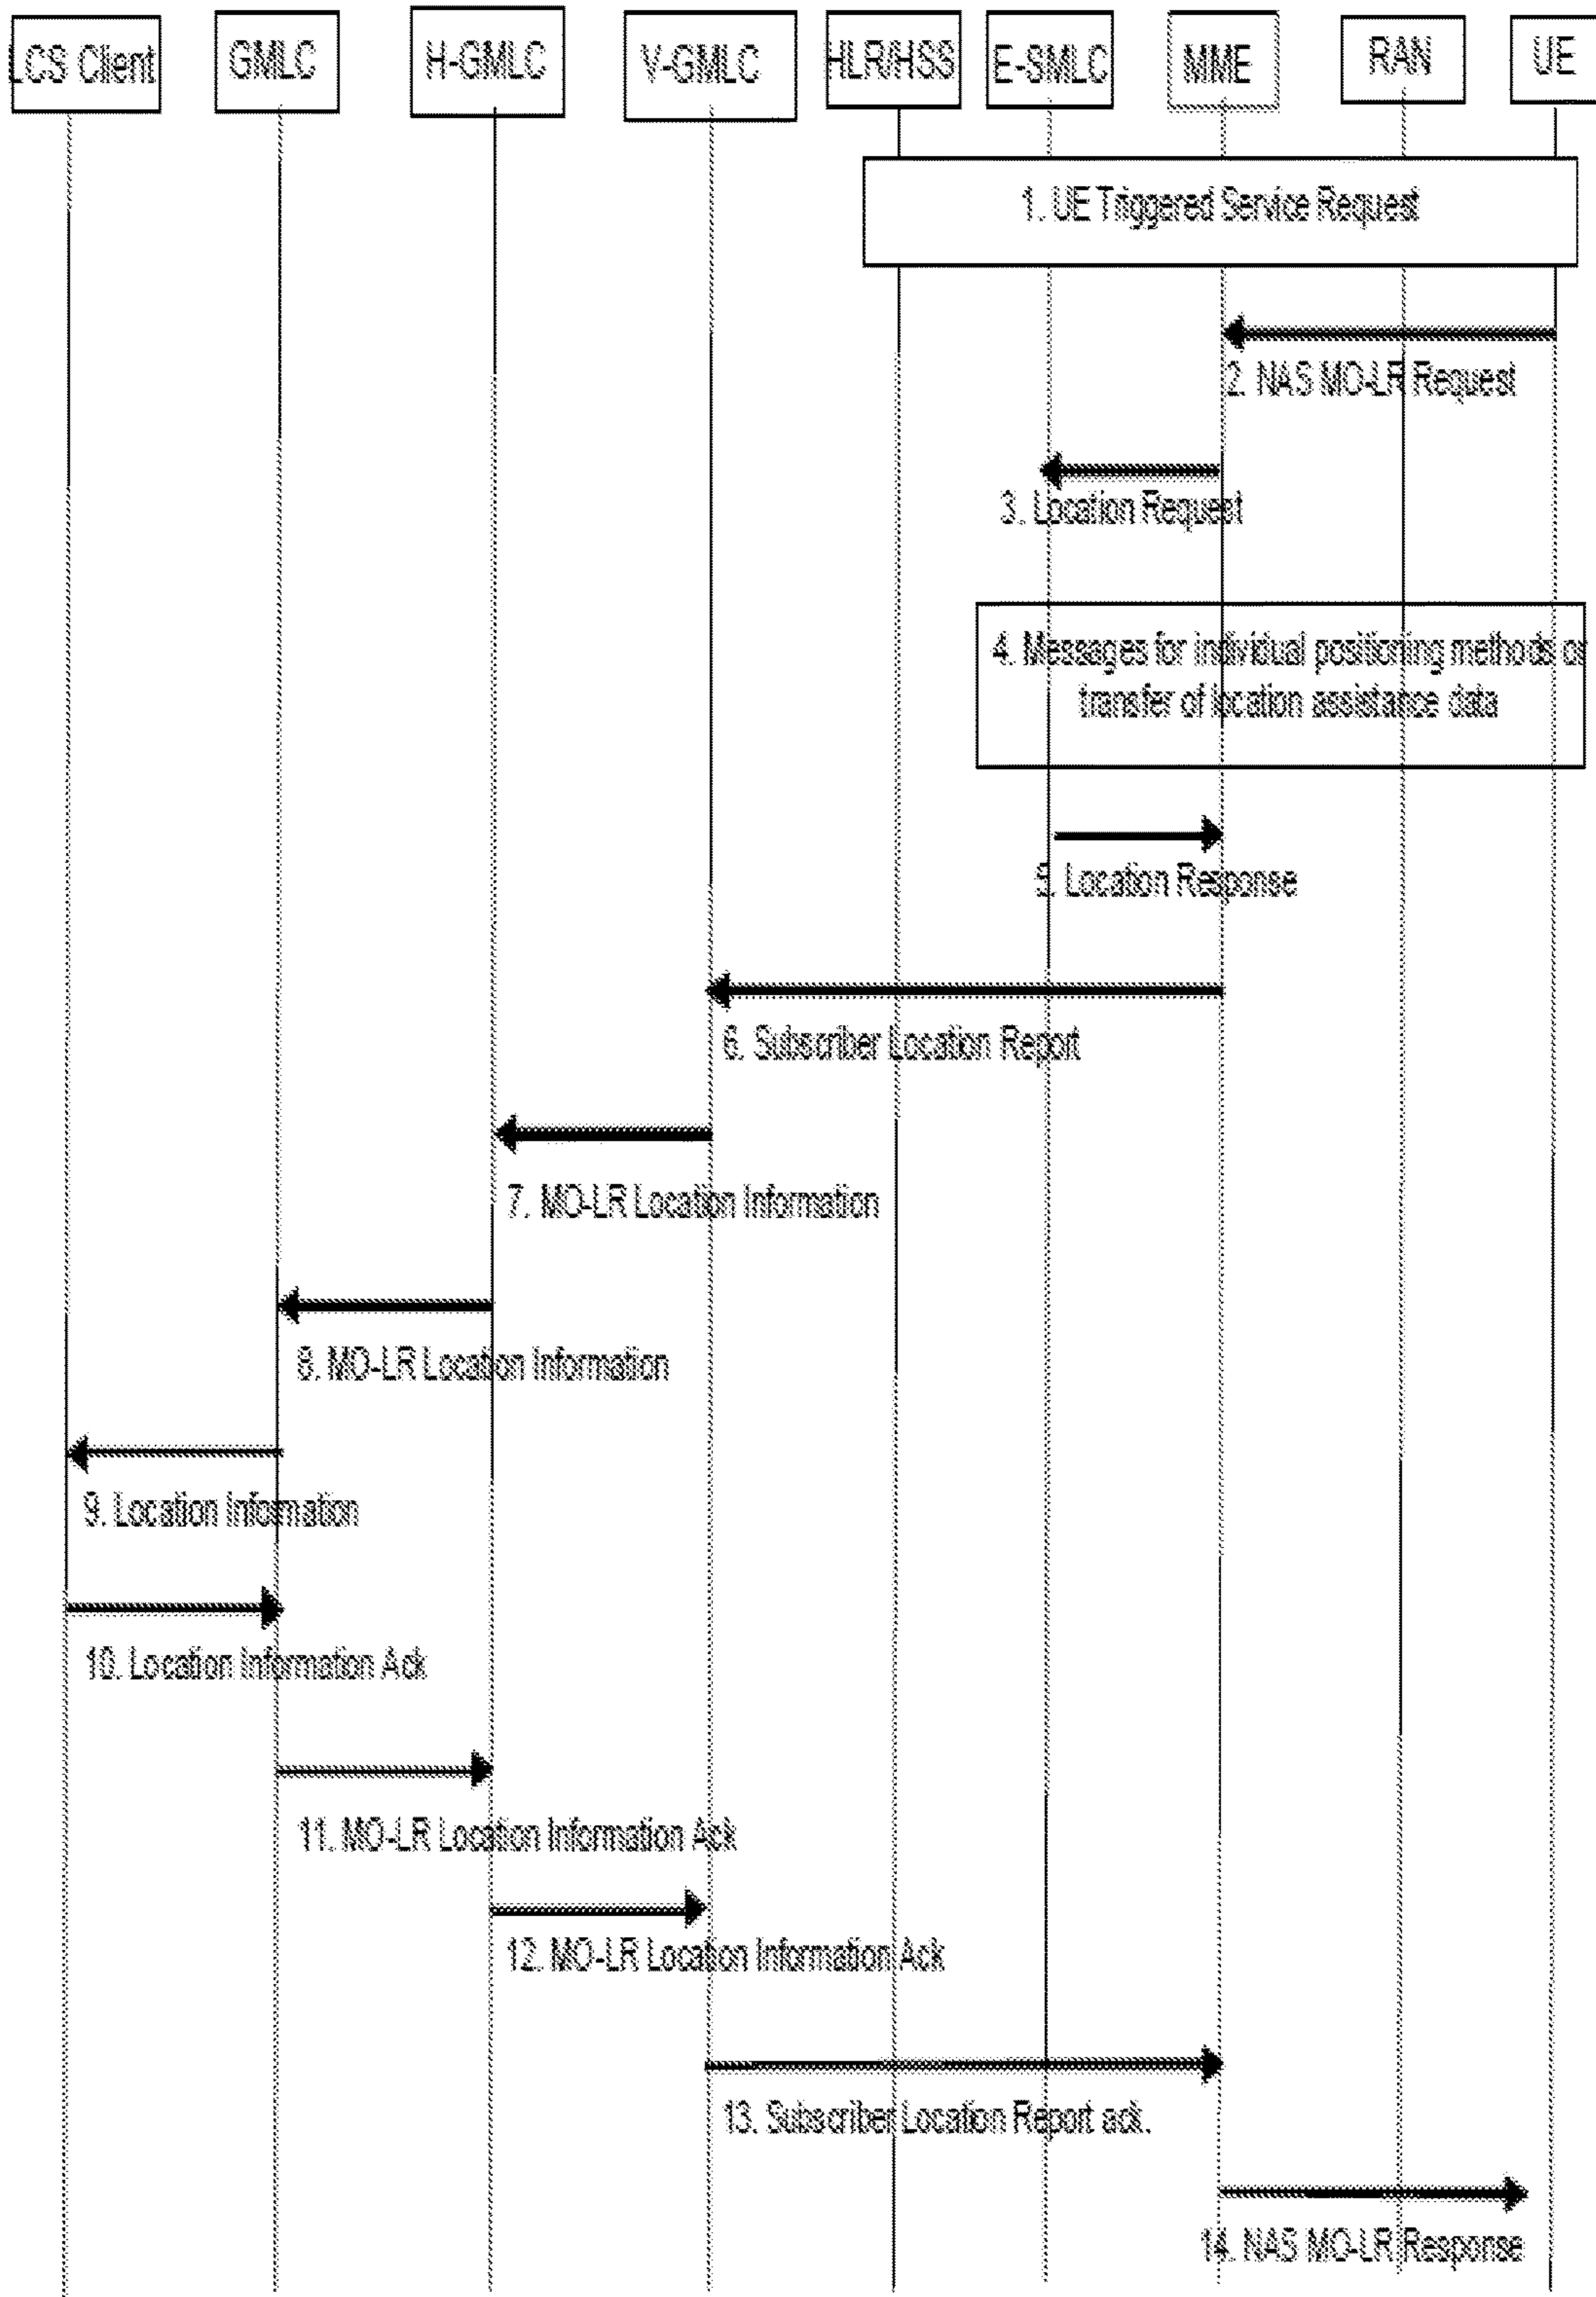 LCS Client
GMLC
H-GMLC
V-GMLC
HLR/HSS
E-SMLC
MME
RAN
UE
1. UE Triggered Service Request
2. NAS MO-LR Request
3. Location Request
4. Messages for individual positioning methods or
transfer of location assistance data
5. Location Response
6. Subscriber Location Report
7. MO-LR Location Information
8. MO-LR Location Information
9. Location Information
10. Location Information Ack
11. MO-LR Location Information Ack
12. MO-LR Location Information Ack
13. Subscriber Location Report ack.
14. NAS MO-LR Response